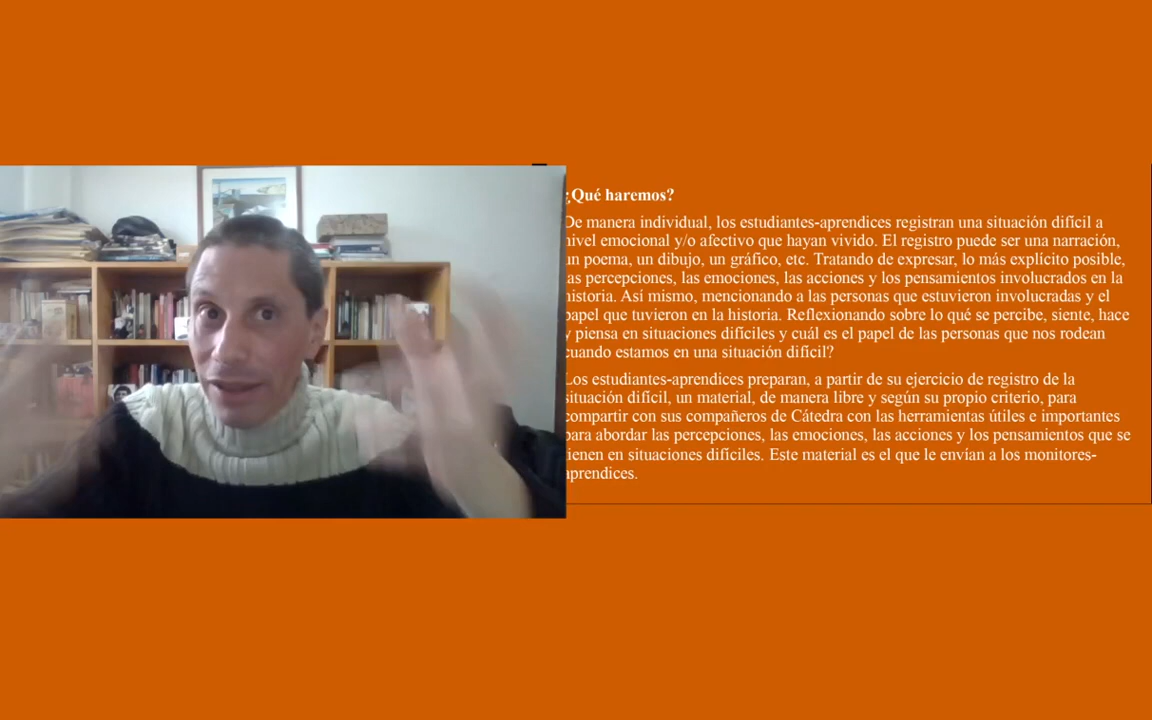 ¿Qué haremos?
De manera individual, los estudiantes-aprendices registran una situación difícil a
nivel emocional y/o afectivo que hayan vivido. El registro puede ser una narración,
un poema, un dibujo, un gráfico, etc. Tratando de expresar, lo más explícito posible,
las percepciones, las emociones, las acciones y los pensamientos involucrados en la
historia. Así mismo, mencionando a las personas que estuvieron involucradas y el
papel que tuvieron en la historia. Reflexionando sobre lo qué se percibe, siente, hace
y piensa en situaciones difíciles y cuál es el papel de las personas que nos rodean
cuando estamos en una situación difícil?
Los estudiantes-aprendices preparan, a partir de su ejercicio de registro de la
situación difícil, un material, de manera libre y según su propio criterio, para
compartir con sus compañeros de Cátedra con las herramientas útiles e importantes
para abordar las percepciones, las emociones, las acciones y los pensamientos que se
tienen en situaciones difíciles. Este material es el que le envían a los monitores-
aprendices.